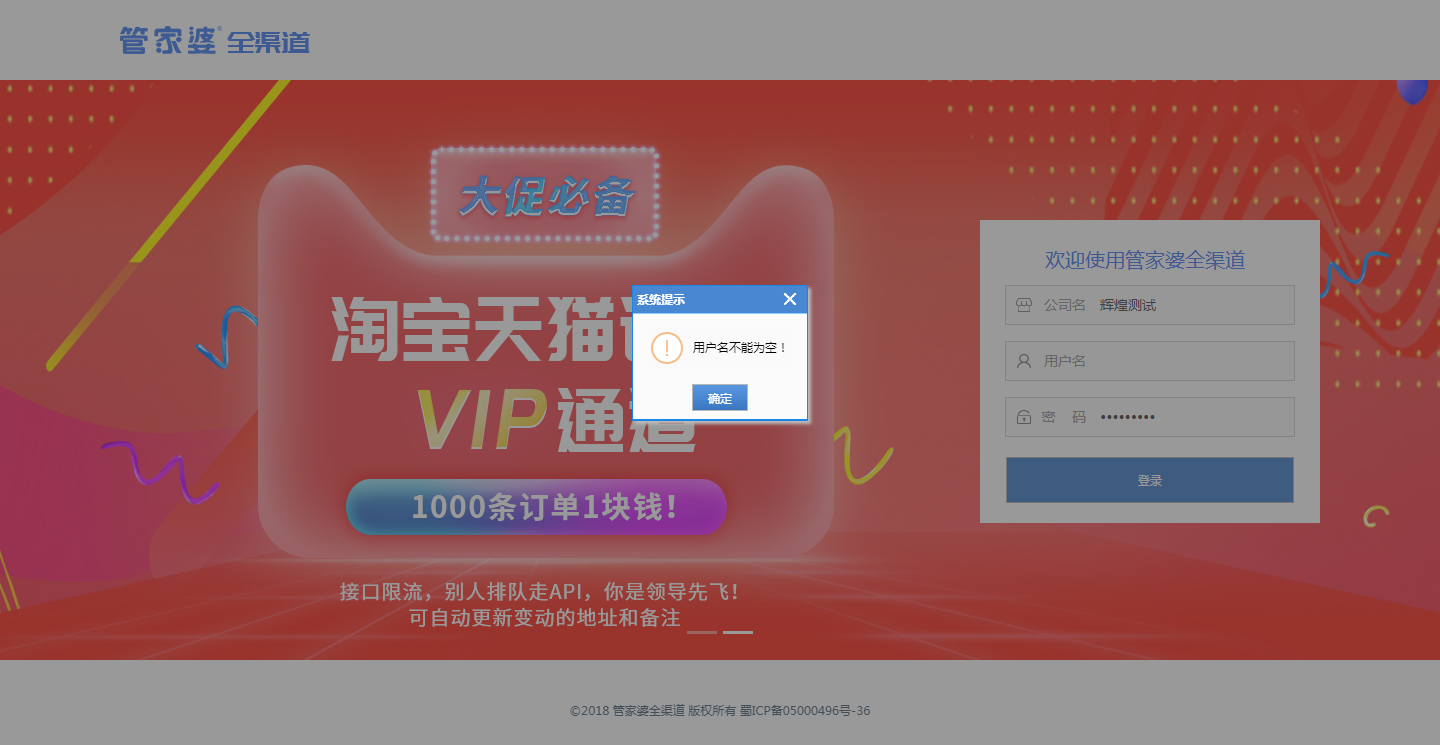 管家婆® 全渠道
大促必备
淘宝天猫
VIP通道
1000条订单1块钱!
接口限流，别人排队走API，你是领导先飞！
可自动更新变动的地址和备注
系统提示
用户名不能为空！
确定
欢迎使用管家婆全渠道
公司名 辉煌测试
用户名
密 码 •••••••••
登录
©2018 管家婆全渠道 版权所有 蜀ICP备05000496号-36